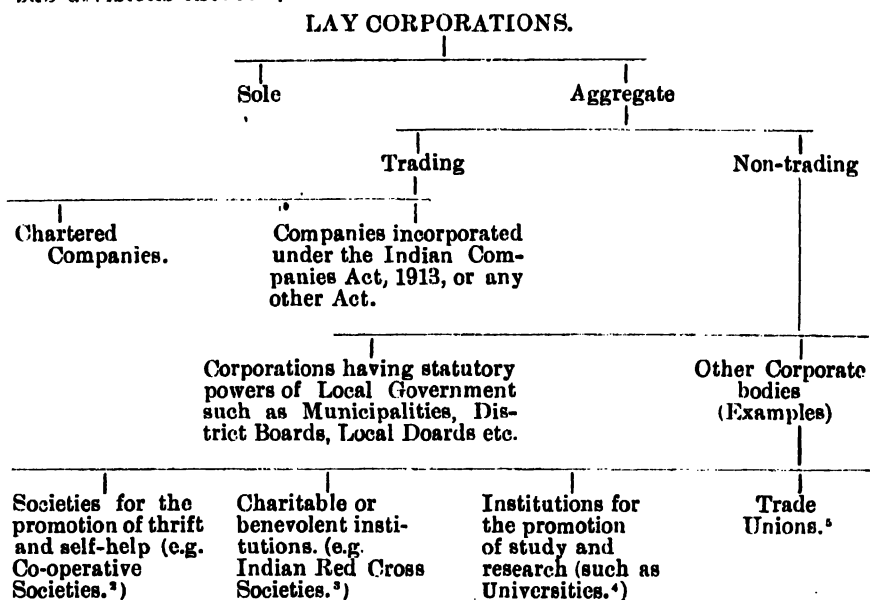 LAY CORPORATIONS.
Sole
Aggregate
Trading
Non-trading
Chartered
Companies.
Companies incorporated
under the Indian Com-
panies Act, 1913, or any
other Act.
Corporations having statutory
powers of Local Government
such as Municipalities, Dis-
trict Boards, Local Doards etc.
Other Corporate
bodies
(Examples)
Societies for the
promotion of thrift
and self-help (e.g.
Co-operative
Societies.²)
Charitable or
benevolent insti-
tutions. (e.g.
Indian Red Cross
Societies.³)
Institutions for
the promotion
of study and
research (such as
Universities.⁴)
Trade
Unions.⁵